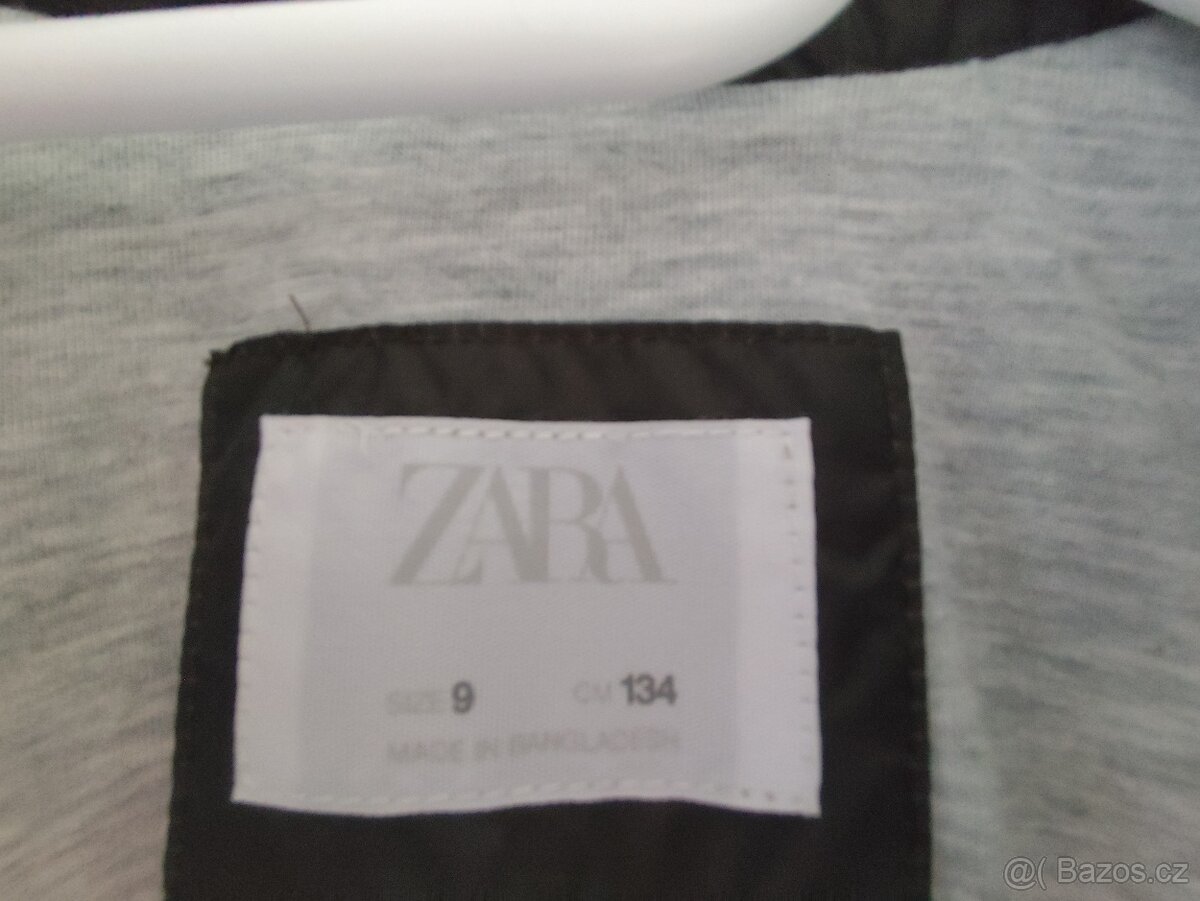 ZARA
SIZE 9 CM 134
MADE IN BANGLADESH
@( Bazos.cz